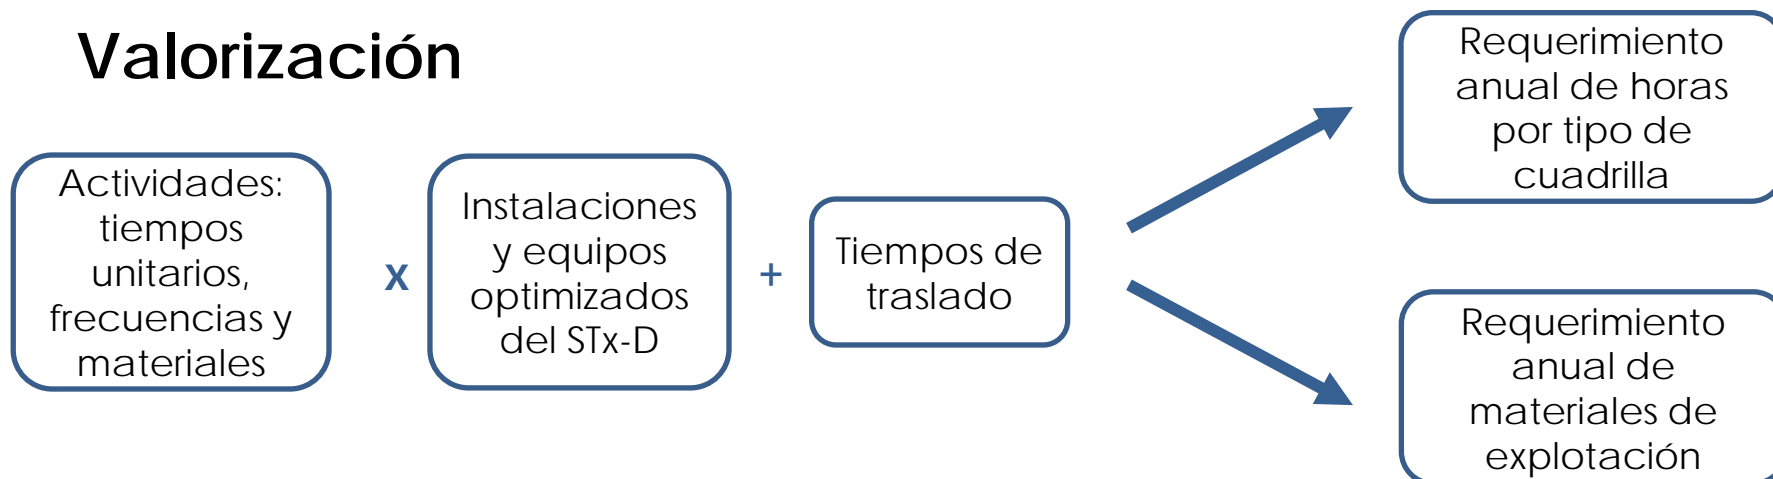 Valorización
Actividades:
tiempos
unitarios,
frecuencias y
materiales
x
Instalaciones
y equipos
optimizados
del STx-D
+
Tiempos de
traslado
Requerimiento
anual de horas
por tipo de
cuadrilla
Requerimiento
anual de
materiales de
explotación